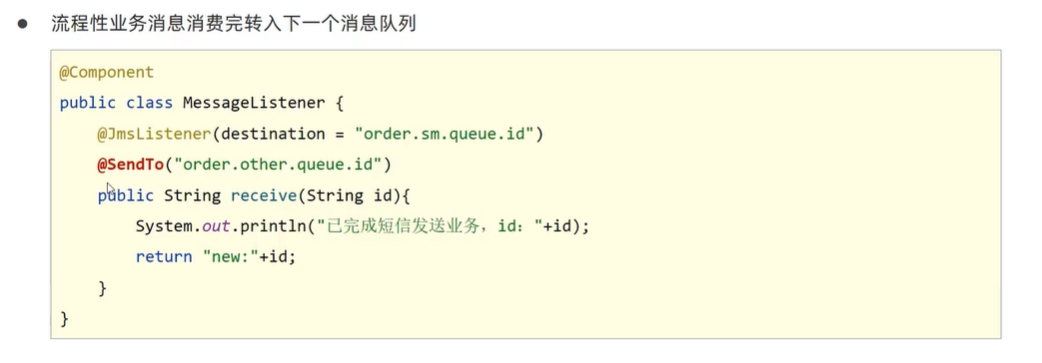 流程性业务消息消费完转入下一个消息队列
@Component
public class MessageListener {
@JmsListener(destination = "order.sm.queue.id")
@SendTo("order.other.queue.id")
public String receive(String id){
System.out.println("已完成短信发送业务，id："+id);
return "new:"+id;
}
}